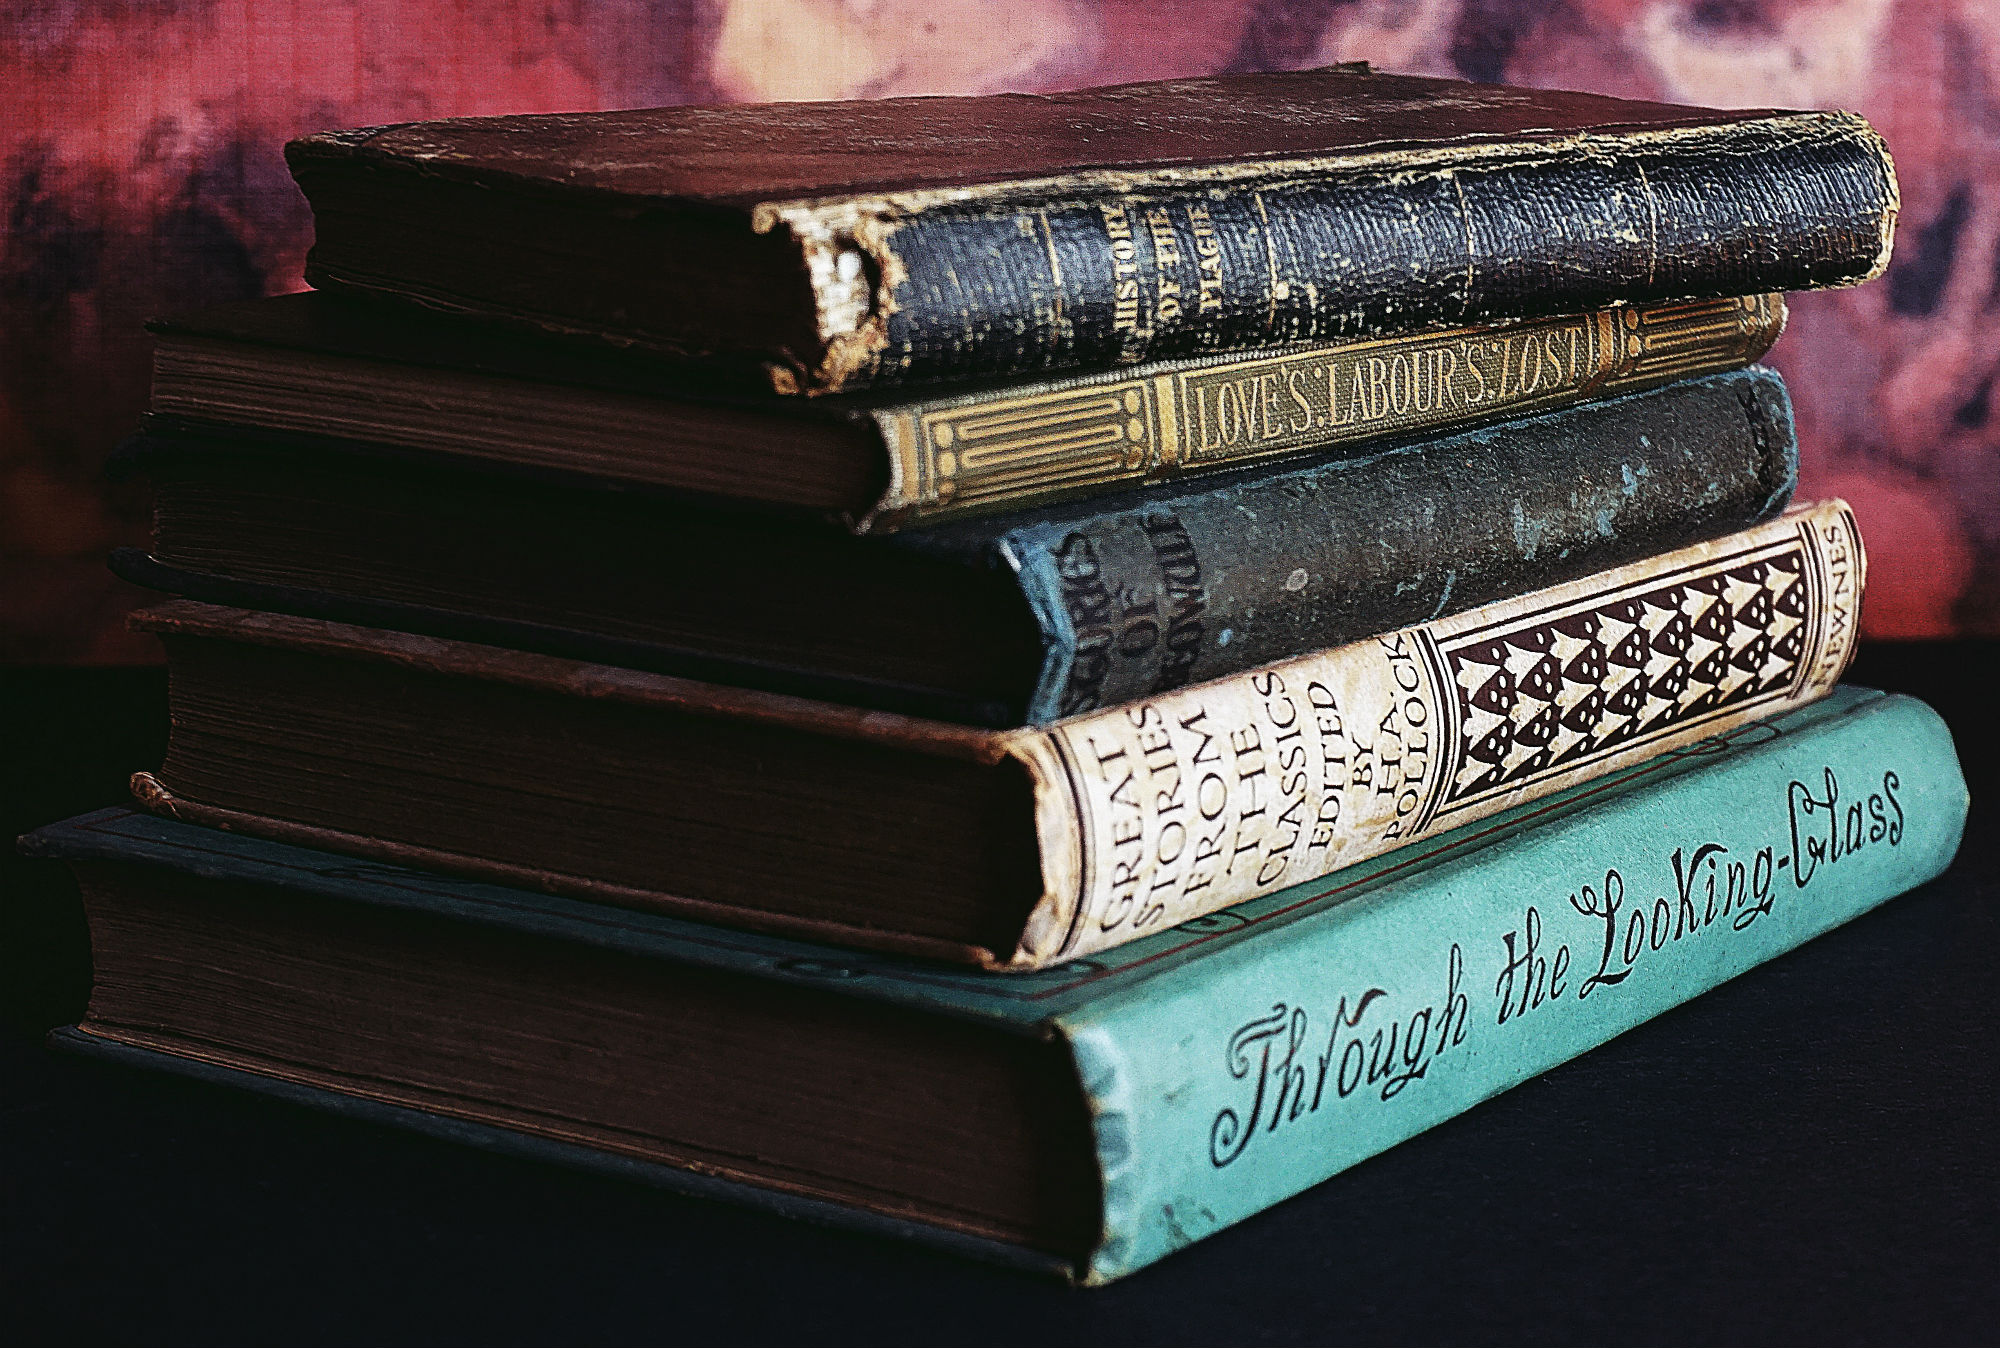 HISTORY
OF THE
PLAGUE
LOVE'S:LABOUR'S:LOST
OF
GREAT
STORIES
FROM
THE
CLASSICS
EDITED
BY
H.A.
POLLOCK
NEWNES
Through the Looking-Glass